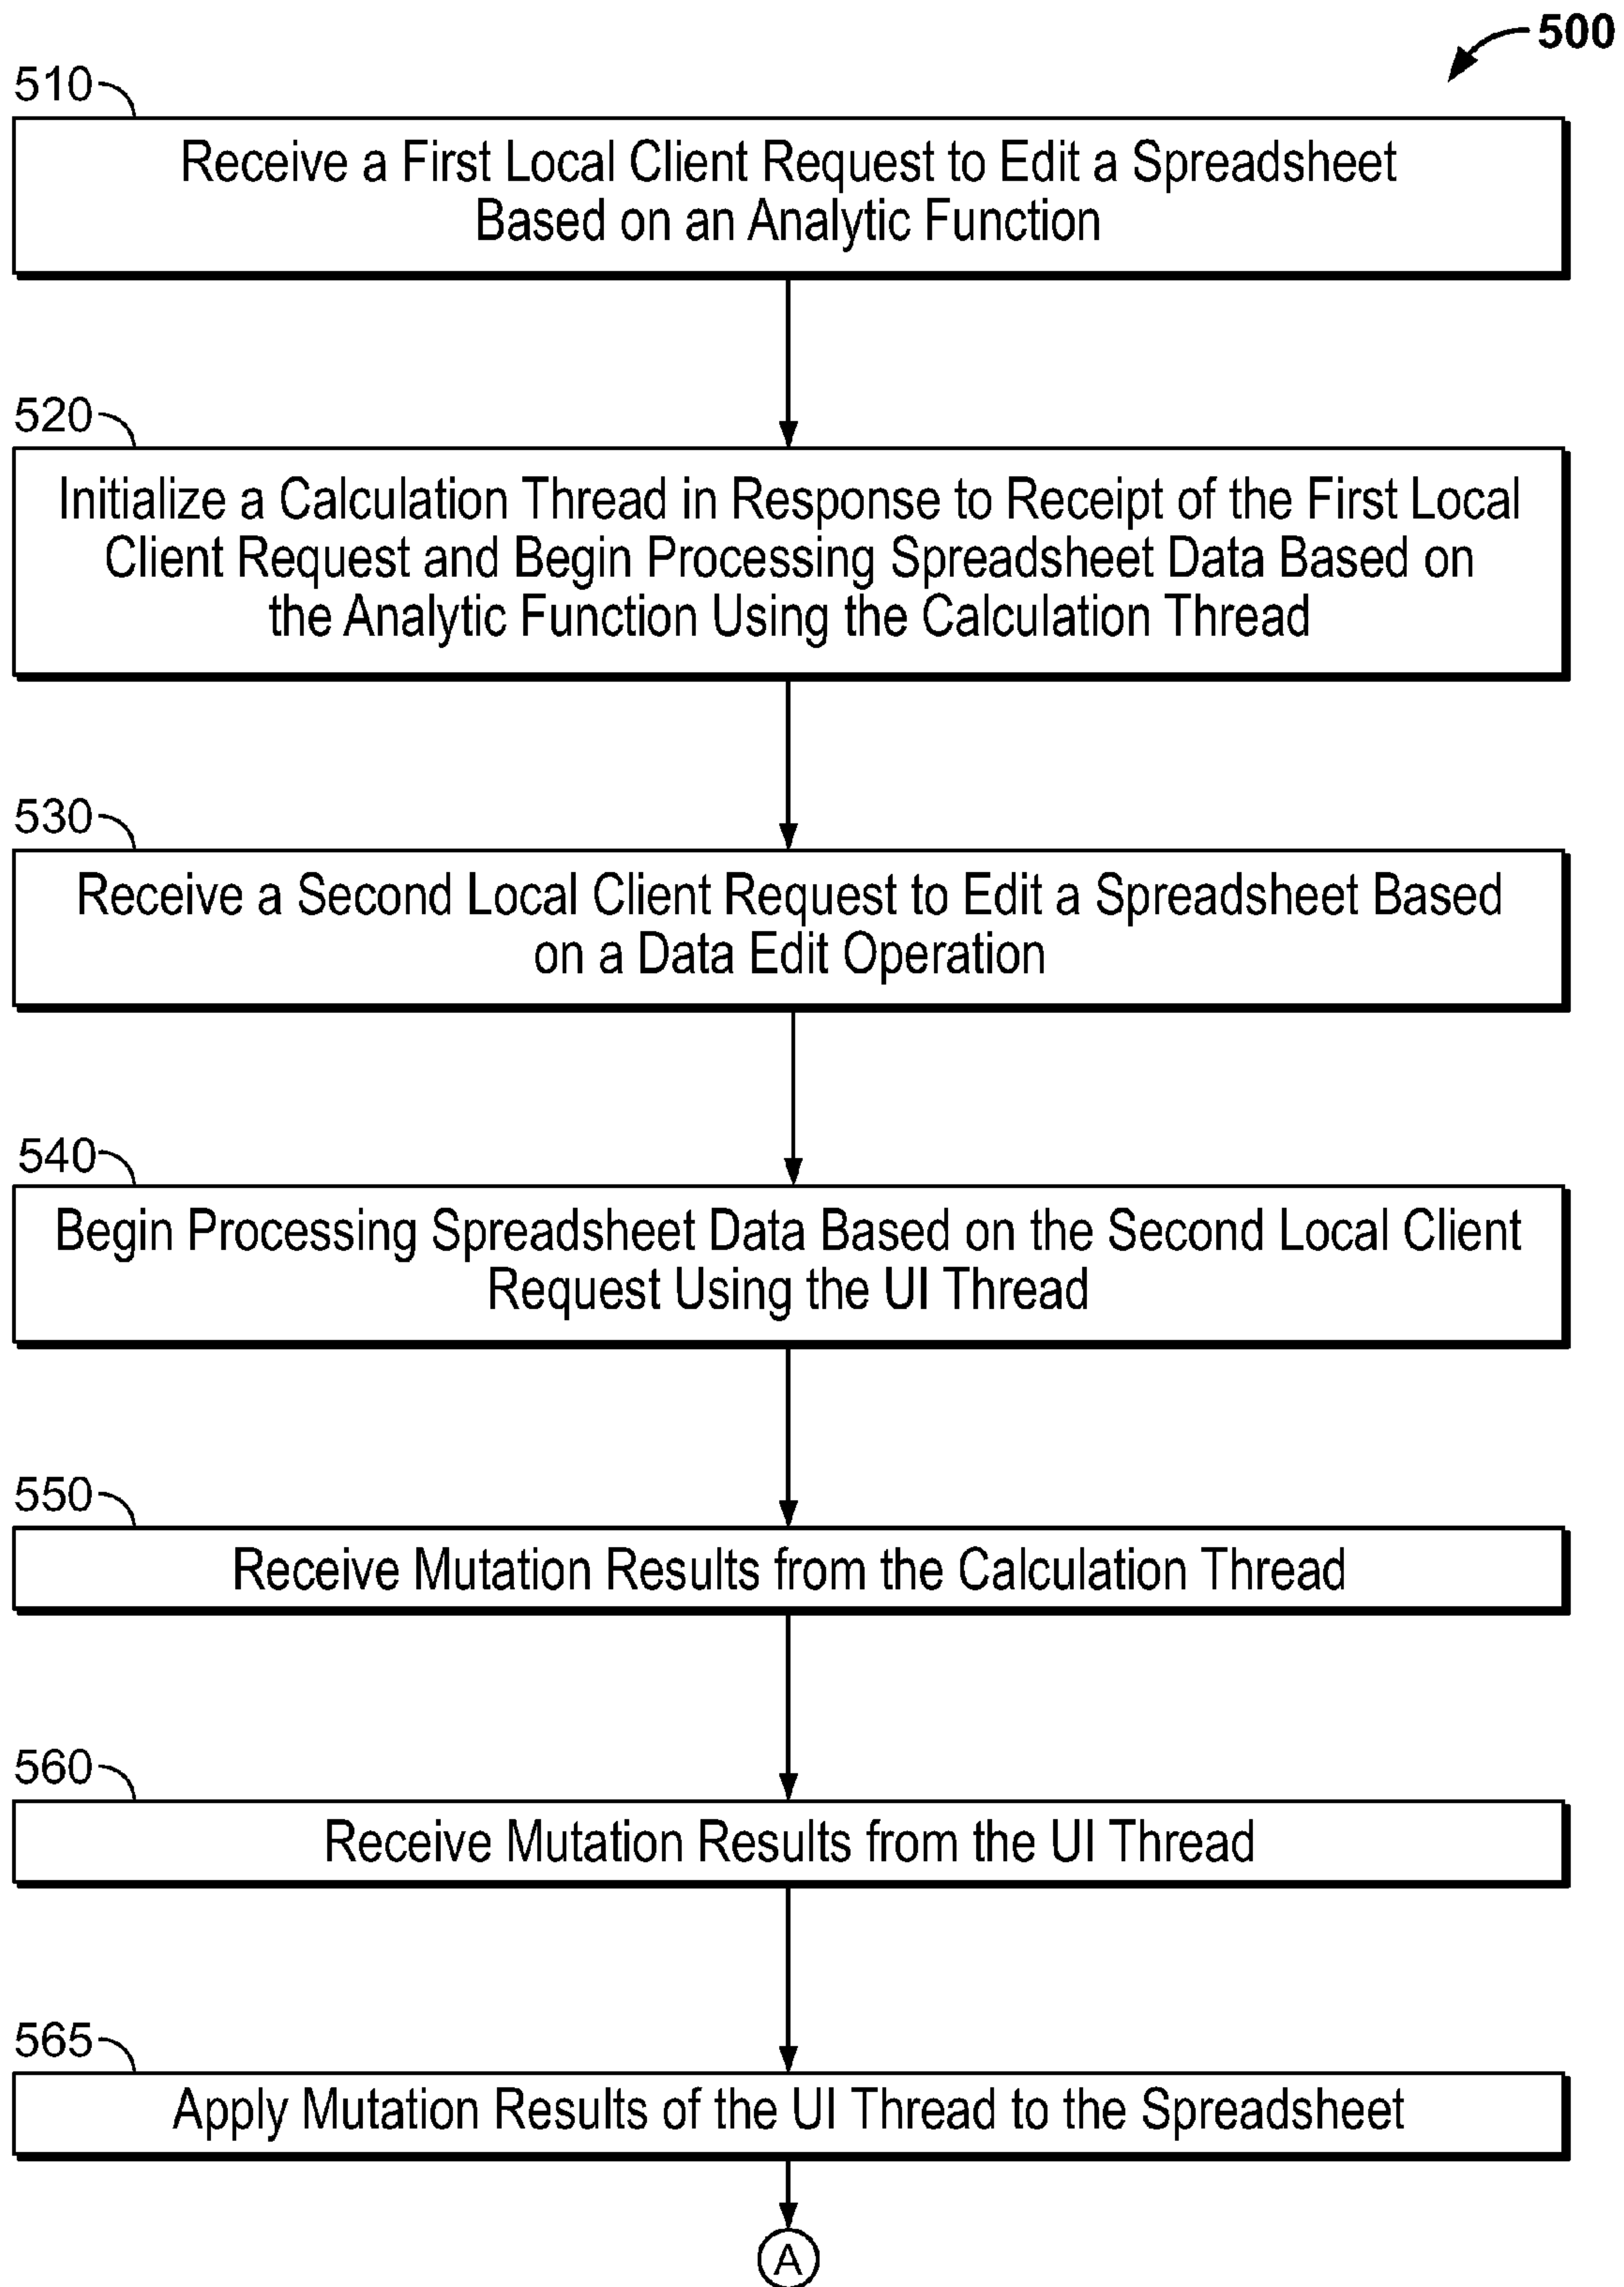 500
510
Receive a First Local Client Request to Edit a Spreadsheet
Based on an Analytic Function
520
Initialize a Calculation Thread in Response to Receipt of the First Local
Client Request and Begin Processing Spreadsheet Data Based on
the Analytic Function Using the Calculation Thread
530
Receive a Second Local Client Request to Edit a Spreadsheet Based
on a Data Edit Operation
540
Begin Processing Spreadsheet Data Based on the Second Local Client
Request Using the UI Thread
550
Receive Mutation Results from the Calculation Thread
560
Receive Mutation Results from the UI Thread
565
Apply Mutation Results of the UI Thread to the Spreadsheet
A